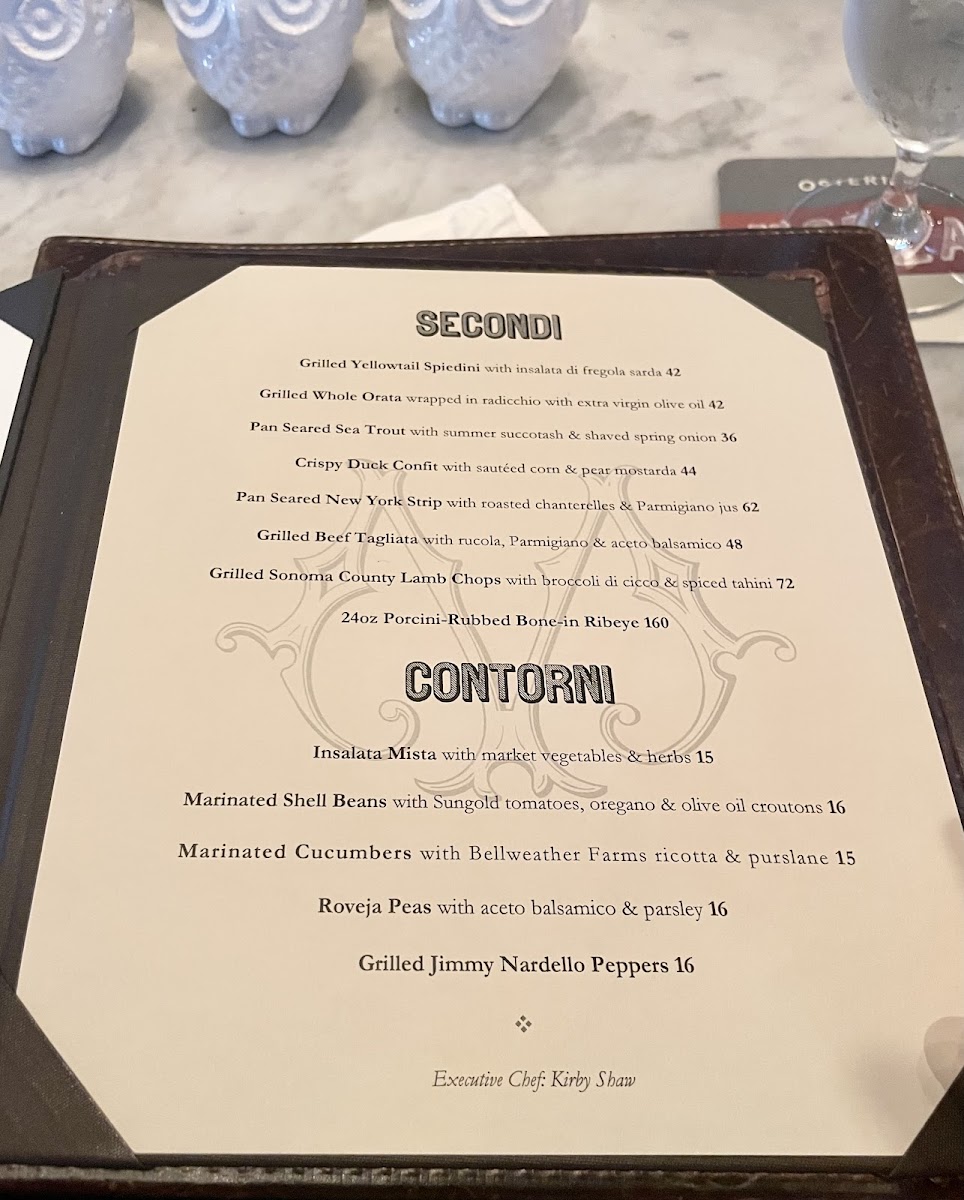 OSTERI
ZA
SECONDI
Grilled Yellowtail Spiedini with insalata di fregola sarda 42
Grilled Whole Orata wrapped in radicchio with extra virgin olive oil 42
Pan Seared Sea Trout with summer succotash & shaved spring onion 36
Crispy Duck Confit with sautéed corn & pear mostarda 44
Pan Seared New York Strip with roasted chanterelles & Parmigiano jus 62
Grilled Beef Tagliata with rucola, Parmigiano & aceto balsamico 48
Grilled Sonoma County Lamb Chops with broccoli di cicco & spiced tahini 72
24oz Porcini-Rubbed Bone-in Ribeye 160
CONTORNI
Insalata Mista with market vegetables & herbs 15
Marinated Shell Beans with Sungold tomatoes, oregano & olive oil croutons 16
Marinated Cucumbers with Bellweather Farms ricotta & purslane 15
Roveja Peas with aceto balsamico & parsley 16
Grilled Jimmy Nardello Peppers 16
Executive Chef: Kirby Shaw